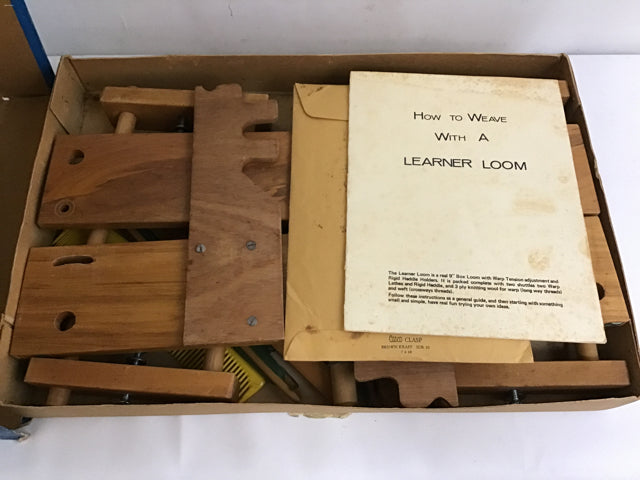 HOW TO WEAVE
WITH A
LEARNER LOOM
The Learner Loom is a real 9" Box Loom with Warp Tension adjustment and
Rigid Heddle Holders. It is packed complete with two shuttles two Warp
Lathes and Rigid Heddle, and 3 ply knitting wool for warp (long way threads)
and weft (crossways threads).
Follow these instructions as a general guide, and then starting with something
small and simple, have real fun trying your own ideas.
CLASP
BROWN KRAFT